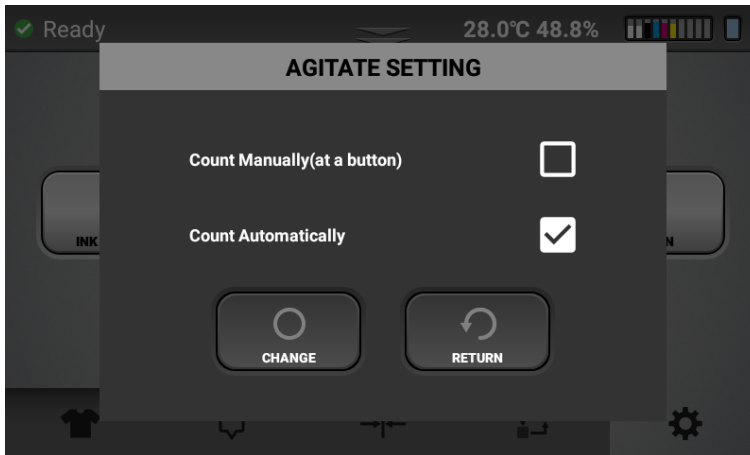 Ready
28.0℃ 48.8%
AGITATE SETTING
Count Manually(at a button)
Count Automatically
INK
N
CHANGE
RETURN